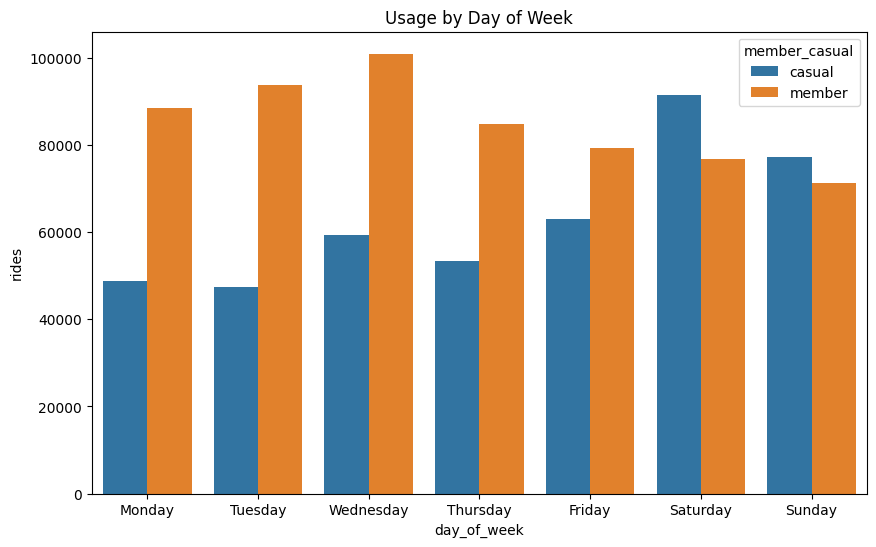 Usage by Day of Week
member_casual
casual
member
rides
100000
80000
60000
40000
20000
0
Monday Tuesday Wednesday Thursday Friday Saturday Sunday
day_of_week